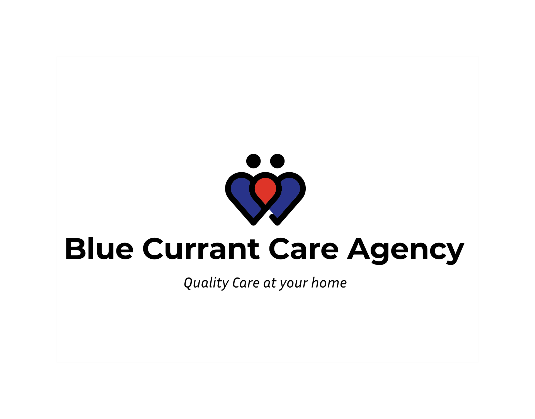 Blue Currant Care Agency
Quality Care at your home